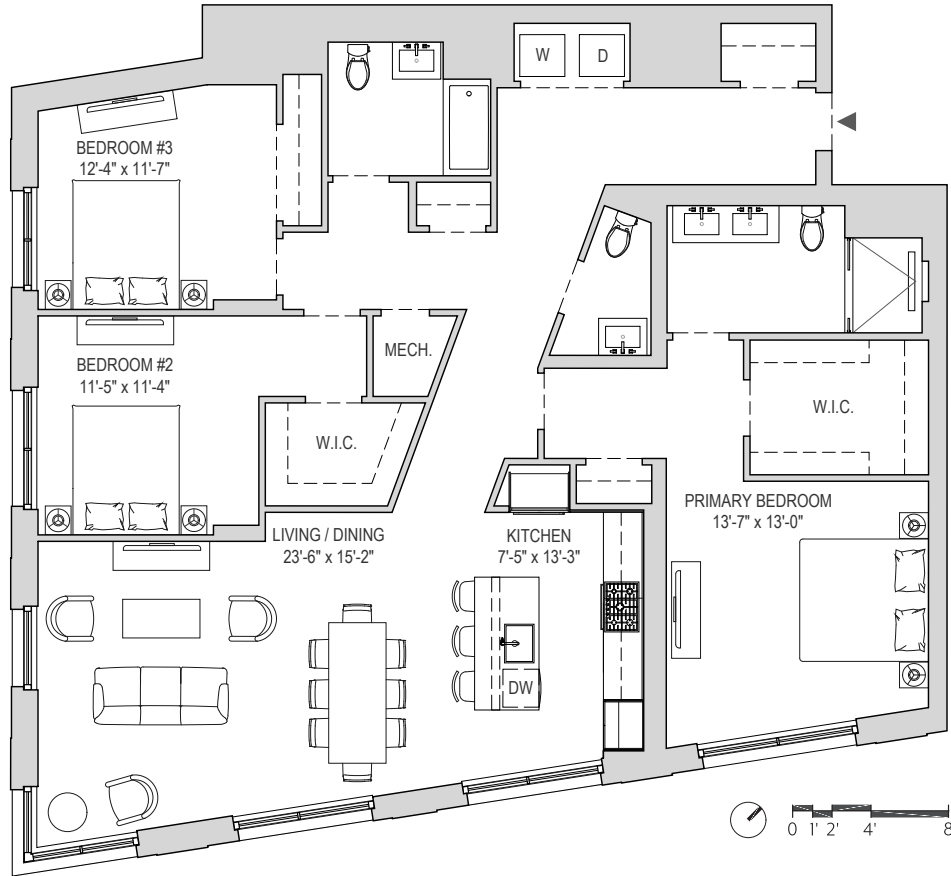 W
D
BEDROOM #3
12'-4" x 11'-7"
MECH.
BEDROOM #2
11'-5" x 11'-4"
W.I.C.
W.I.C.
PRIMARY BEDROOM
13'-7" x 13'-0"
LIVING / DINING
23'-6" x 15'-2"
KITCHEN
7'-5" x 13'-3"
DW
0 1' 2' 4' 8